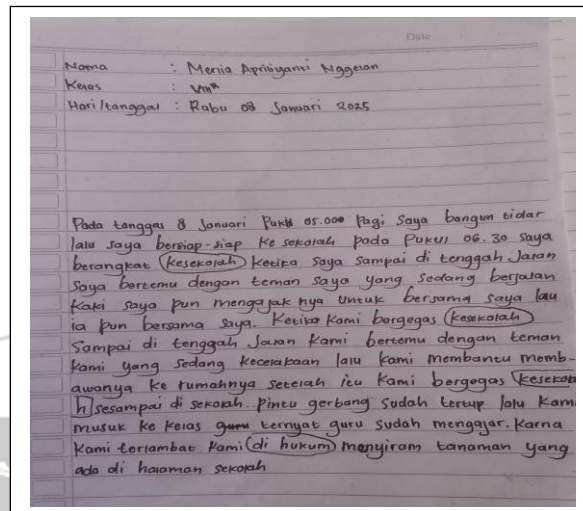 Date
Nama : Meria Apriliyanti Nggelan
Kelas : VIIIA
Hari/tanggal : Rabu 08 Januari 2025
Pada tanggal 8 Januari Pukul 05.000 Pagi saya bangun tidar
lalu saya bersiap-siap ke sekolah pada Pukul 06.30 saya
berangkat kesekolah ketika saya sampai di tenggah Jalan
Saya bertemu dengan teman saya yang sedang berjalan
Kaki saya pun mengajak nya untuk bersama saya lau
ia pun bersama saya. Ketika Kami bergegas kesekolah
Sampai di tenggah Jalan Kami bertemu dengan teman
Kami yang sedang kecelakaan lalu kami membantu memb-
awanya ke rumahnya setelah itu Kami bergegas kesekola
h sesampai di sekolah. Pintu gerbang sudah tertup lalu Kami
musuk ke kelas guru ternyat guru sudah mengajar. Karna
Kami terlambat Kami di hukum menyiram tanaman yang
ada di halaman sekolah